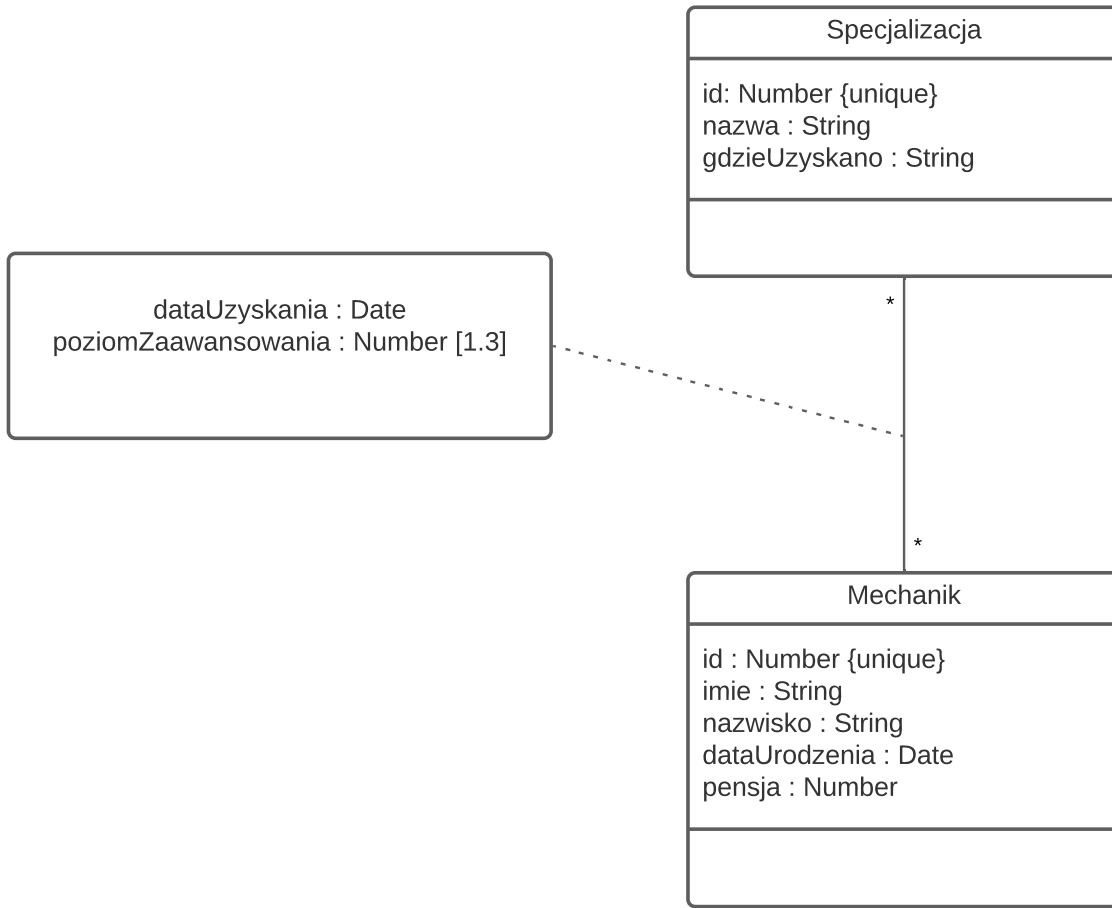 Specjalizacja
id: Number {unique}
nazwa : String
gdzieUzyskano : String
dataUzyskania : Date
poziomZaawansowania : Number [1.3]
*
*
Mechanik
id : Number {unique}
imie : String
nazwisko : String
dataUrodzenia : Date
pensja : Number